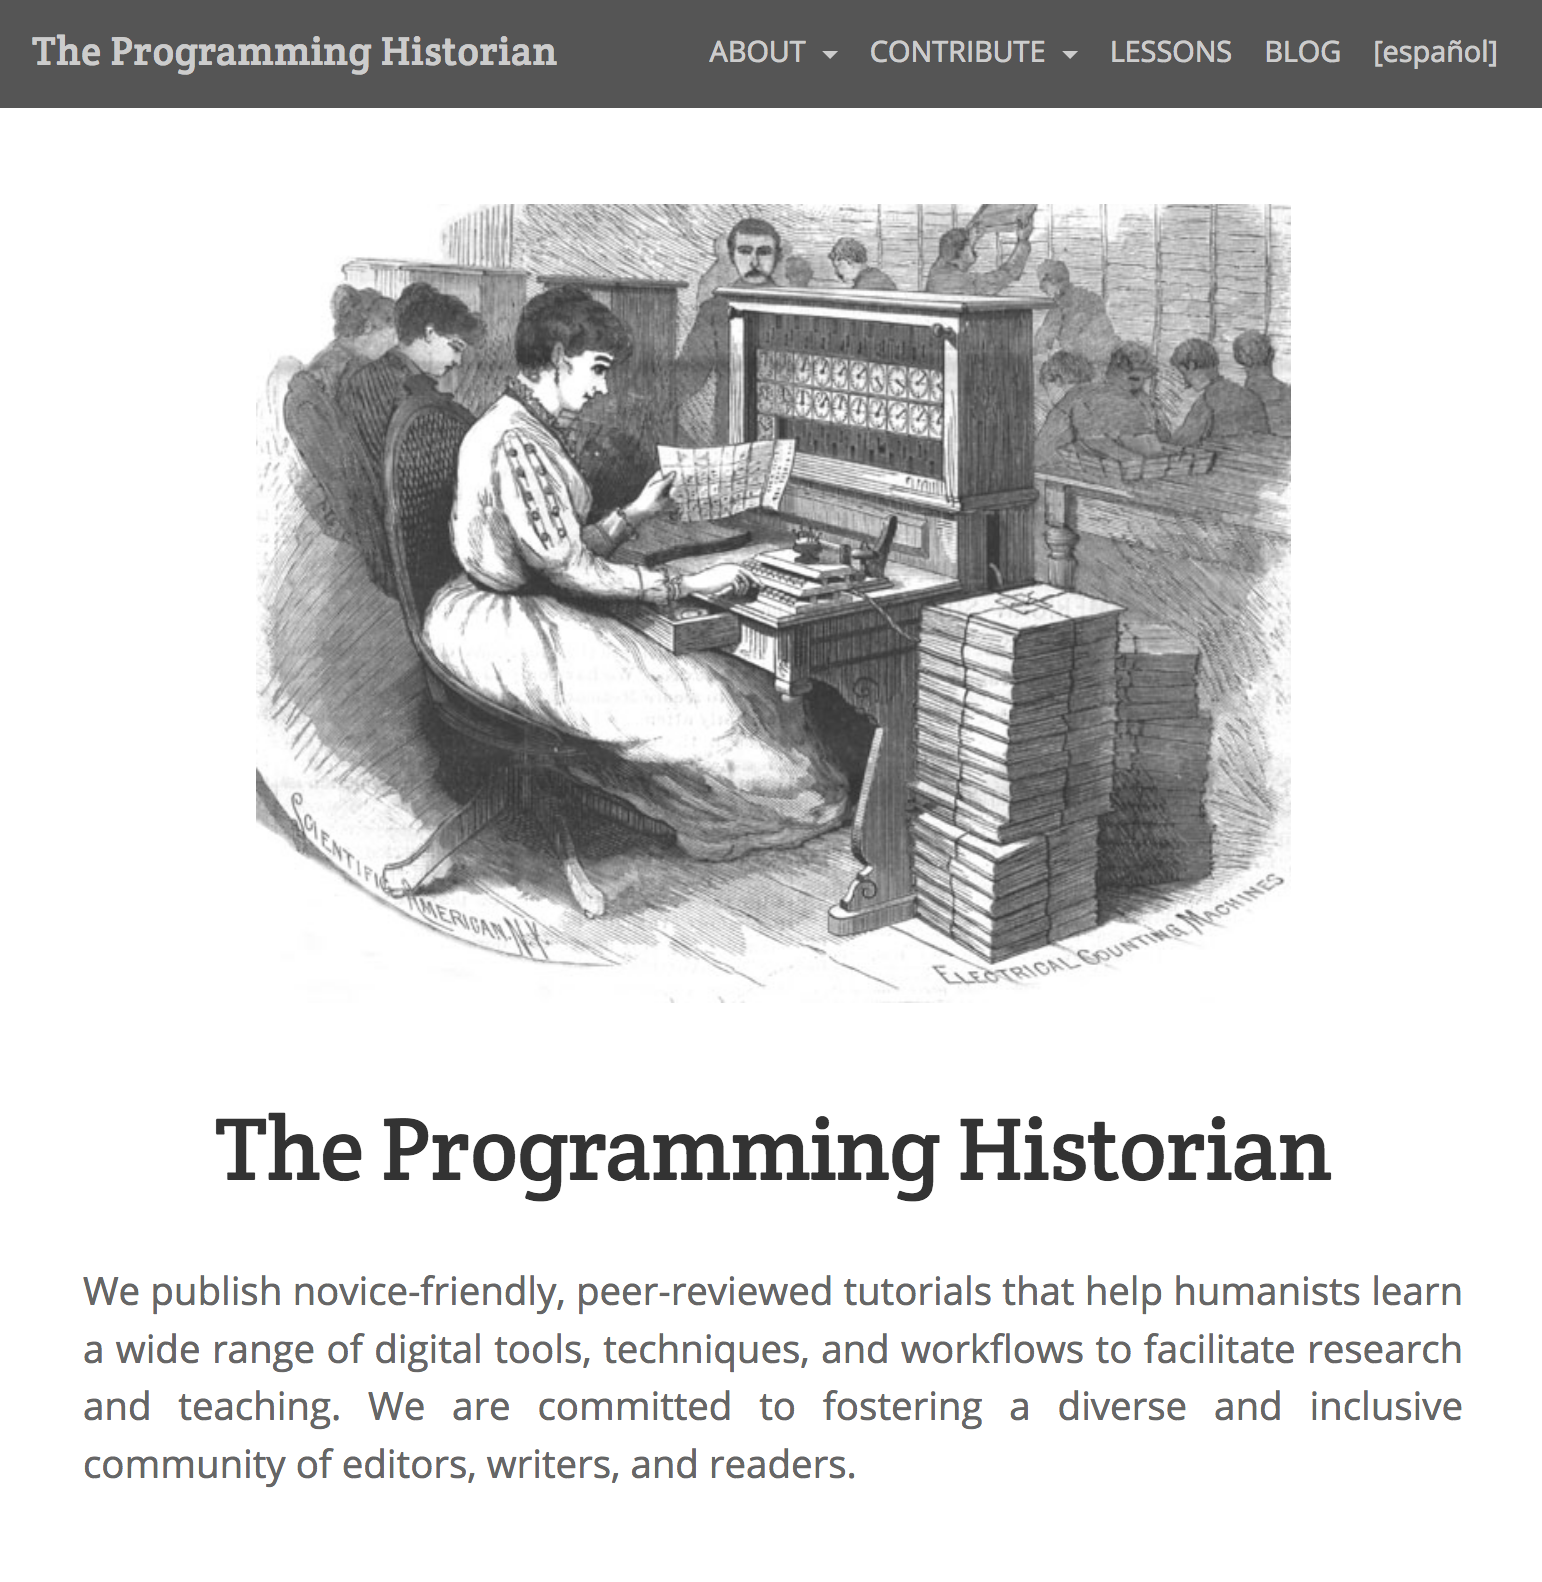 The Programming Historian
ABOUT CONTRIBUTE LESSONS BLOG [español]
SCIENTIFIC AMERICAN. N.Y.
ELECTRICAL COUNTING MACHINES
The Programming Historian
We publish novice-friendly, peer-reviewed tutorials that help humanists learn
a wide range of digital tools, techniques, and workflows to facilitate research
and teaching. We are committed to fostering a diverse and inclusive
community of editors, writers, and readers.